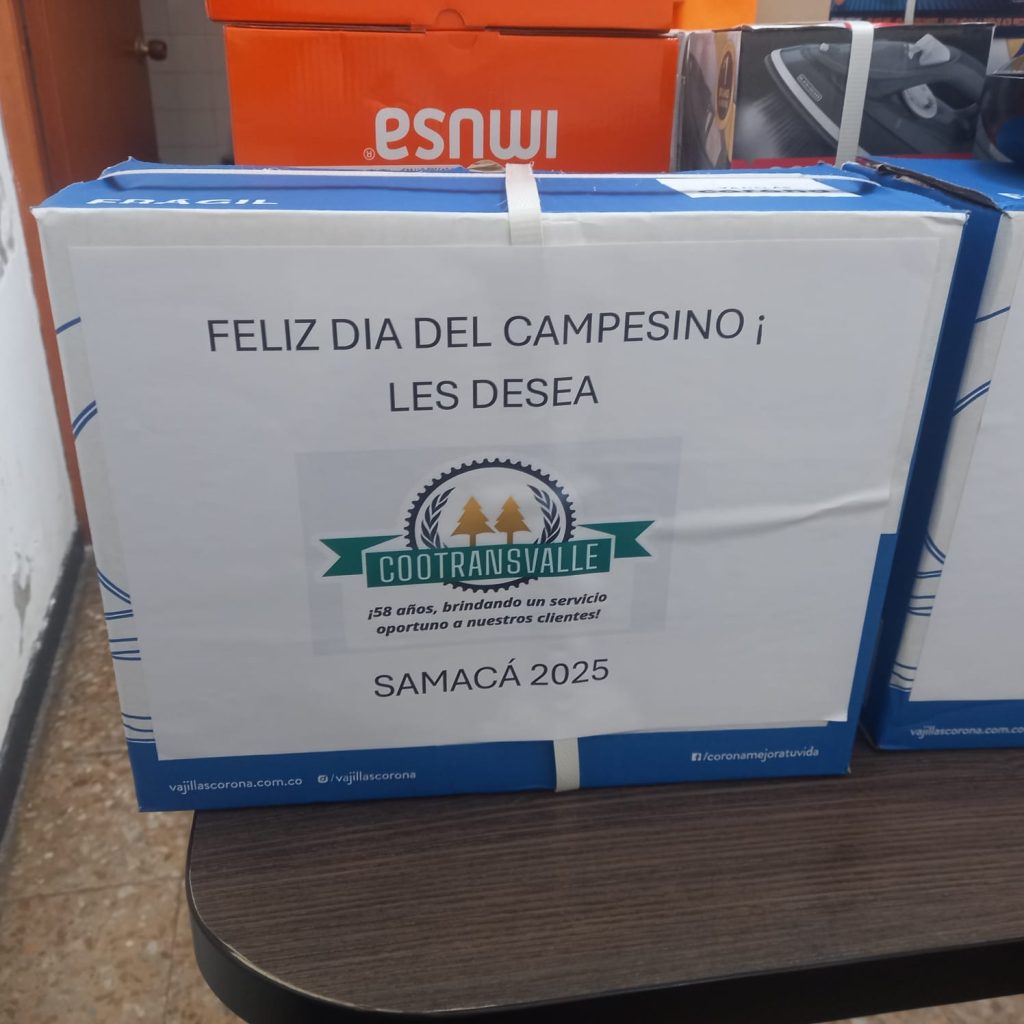 imusa®
FRÁGIL
FELIZ DIA DEL CAMPESINO ¡
LES DESEA
COOTRANSVALLE
¡58 años, brindando un servicio
oportuno a nuestros clientes!
SAMACÁ 2025
vajillascorona.com.co /vajillascorona
/coronamejoratuvida
vajillascorona.com.co